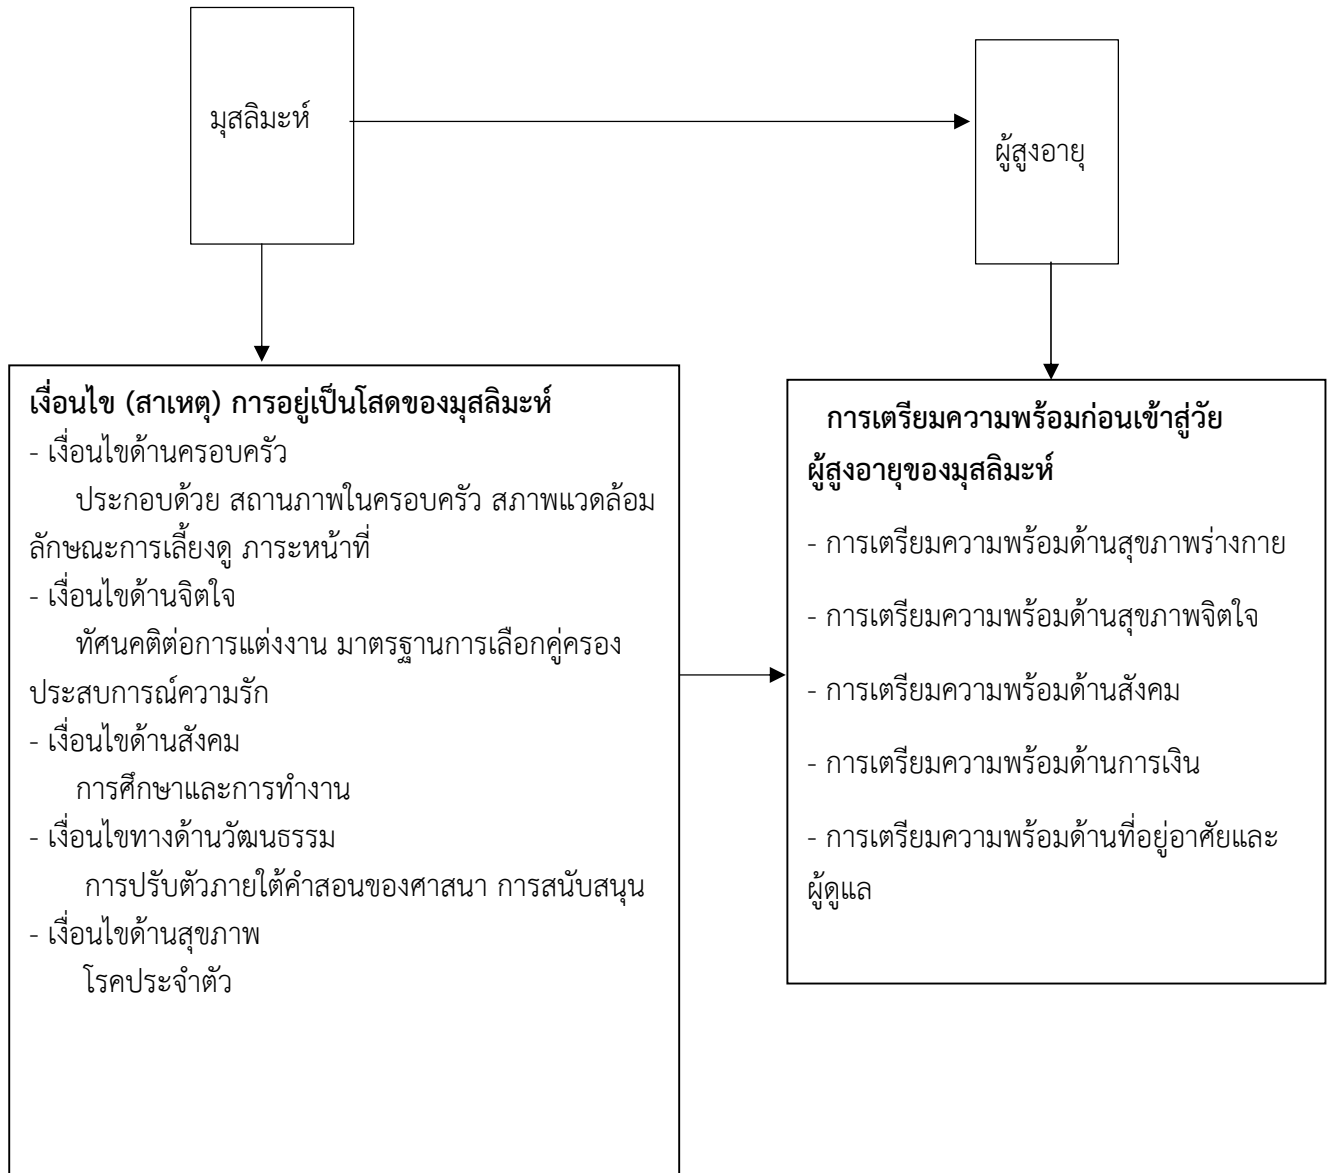 มุสลิมะห์
ผู้สูงอายุ
เงื่อนไข (สาเหตุ) การอยู่เป็นโสดของมุสลิมะห์
- เงื่อนไขด้านครอบครัว
ประกอบด้วย สถานภาพในครอบครัว สภาพแวดล้อม
ลักษณะการเลี้ยงดู ภาระหน้าที่
- เงื่อนไขด้านจิตใจ
ทัศนคติต่อการแต่งงาน มาตรฐานการเลือกคู่ครอง
ประสบการณ์ความรัก
- เงื่อนไขด้านสังคม
การศึกษาและการทำงาน
- เงื่อนไขทางด้านวัฒนธรรม
การปรับตัวภายใต้คำสอนของศาสนา การสนับสนุน
- เงื่อนไขด้านสุขภาพ
โรคประจำตัว
การเตรียมความพร้อมก่อนเข้าสู่วัย
ผู้สูงอายุของมุสลิมะห์
- การเตรียมความพร้อมด้านสุขภาพร่างกาย
- การเตรียมความพร้อมด้านสุขภาพจิตใจ
- การเตรียมความพร้อมด้านสังคม
- การเตรียมความพร้อมด้านการเงิน
- การเตรียมความพร้อมด้านที่อยู่อาศัยและ
ผู้ดูแล